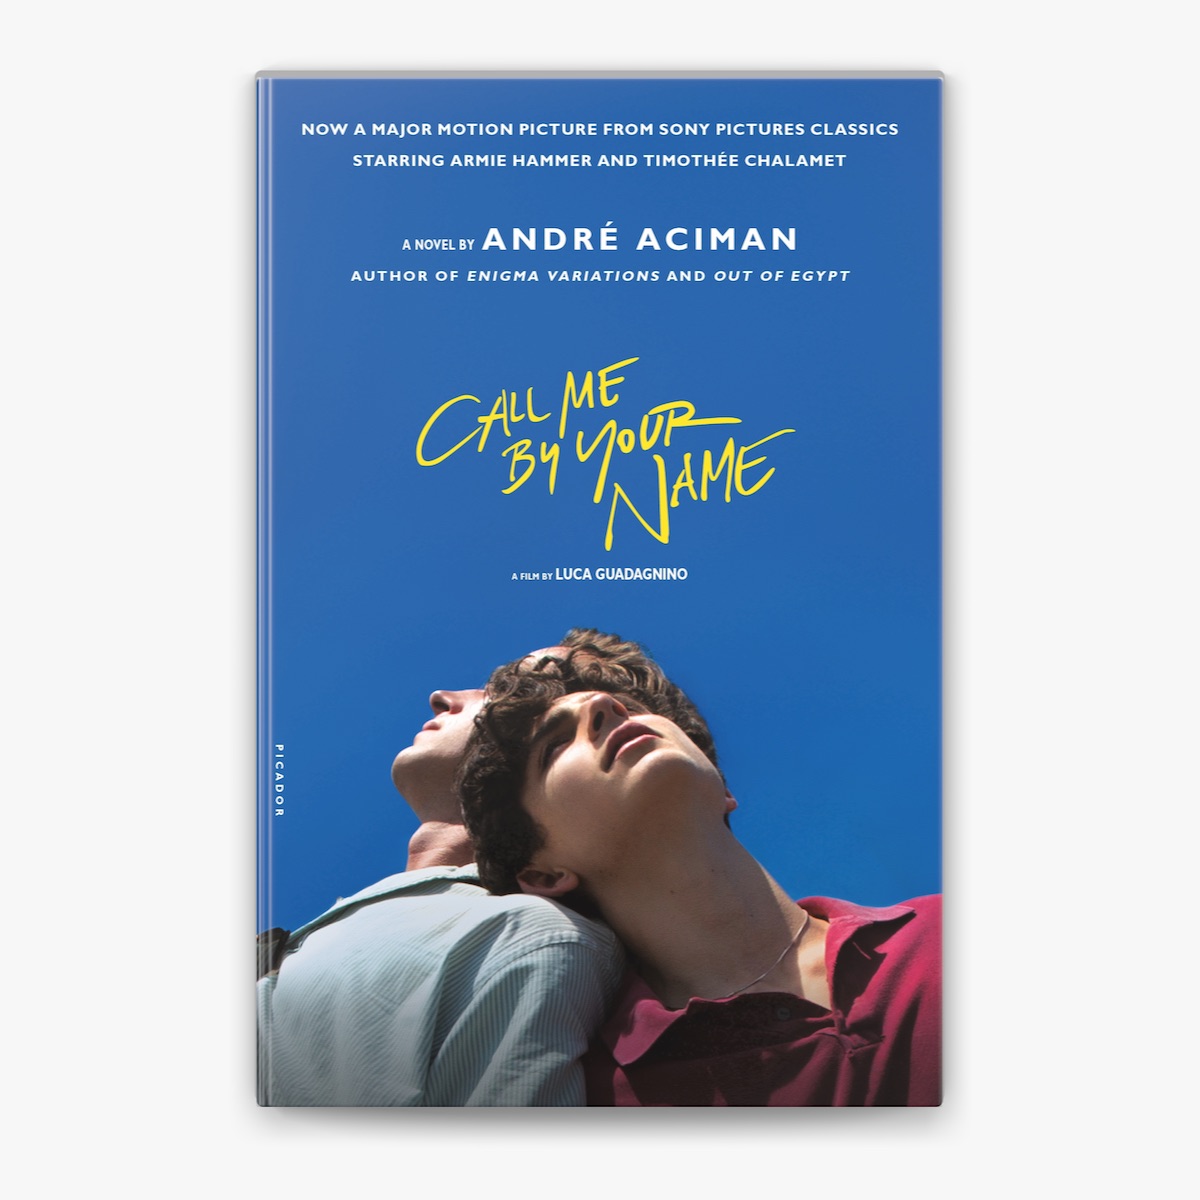 NOW A MAJOR MOTION PICTURE FROM SONY PICTURES CLASSICS
STARRING ARMIE HAMMER AND TIMOTHÉE CHALAMET
A NOVEL BY ANDRÉ ACIMAN
AUTHOR OF ENIGMA VARIATIONS AND OUT OF EGYPT
CALL ME
BY YOUR
NAME
A FILM BY LUCA GUADAGNINO
PICADOR